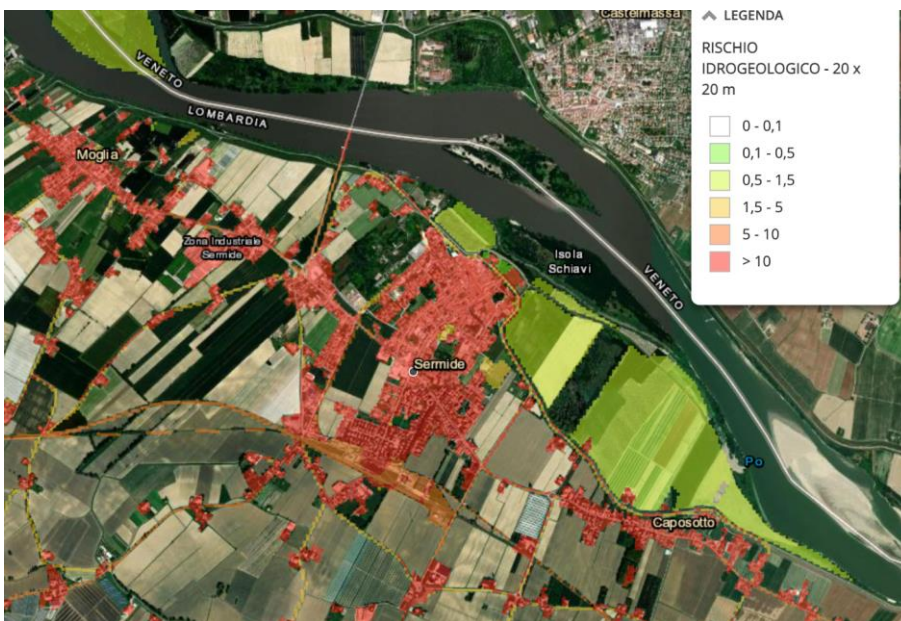 Castelmassa
LEGENDA
RISCHIO
IDROGEOLOGICO - 20 x
20 m
0 - 0,1
0,1 - 0,5
0,5 - 1,5
1,5 - 5
5 - 10
> 10
VENETO
LOMBARDIA
Moglia
Zona Industriale
Sermide
Isola
Schiavi
VENETO
Sermide
Po
Caposotto